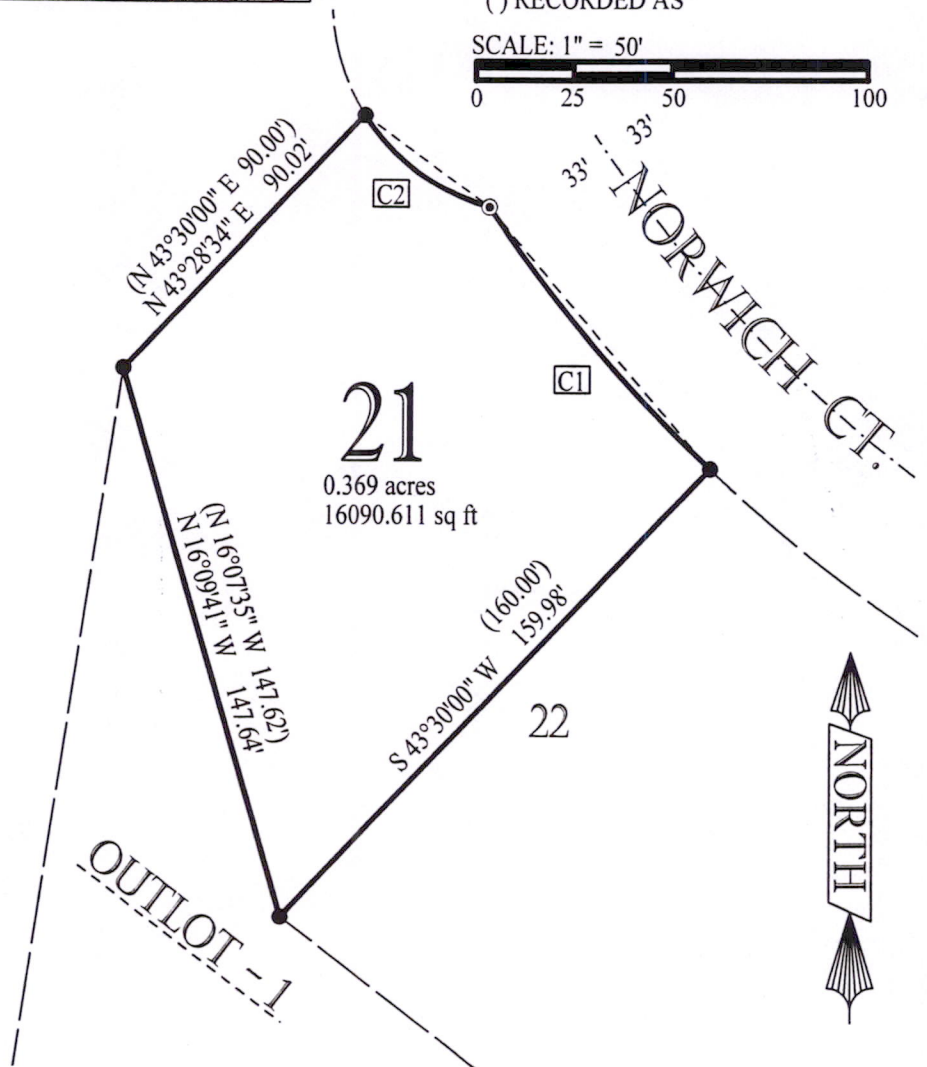 ( ) RECORDED AS
SCALE: 1" = 50'
0 25 50 100
33'
33'
NORWICH CT.
(N 43°30'00" E 90.00')
N 43°28'34" E 90.02'
C2
C1
21
0.369 acres
16090.611 sq ft
(N 16°07'35" W 147.62')
N 16°09'41" W 147.64'
(160.00')
S 43°30'00" W 159.98'
22
NORTH
OUTLOT - 1